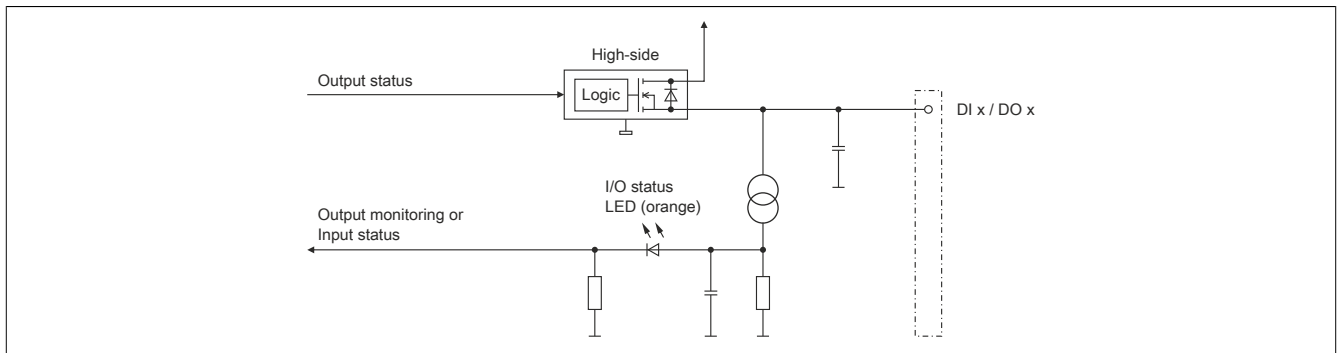 High-side
Output status
Logic
DI x / DO x
I/O status
LED (orange)
Output monitoring or
Input status